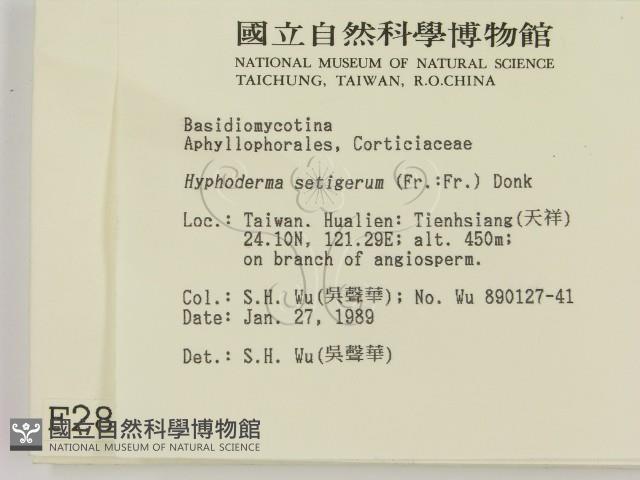 國立自然科學博物館
NATIONAL MUSEUM OF NATURAL SCIENCE
TAICHUNG, TAIWAN, R.O.CHINA
Basidiomycotina
Aphyllophorales, Corticiaceae
Hyphoderma setigerum (Fr.:Fr.) Donk
Loc.: Taiwan. Hualien: Tienhsiang(天祥)
24.10N, 121.29E; alt. 450m;
on branch of angiosperm.
Col.: S.H. Wu(吳聲華); No. Wu 890127-41
Date: Jan. 27, 1989
Det.: S.H. Wu(吳聲華)
F28
國立自然科學博物館
NATIONAL MUSEUM OF NATURAL SCIENCE